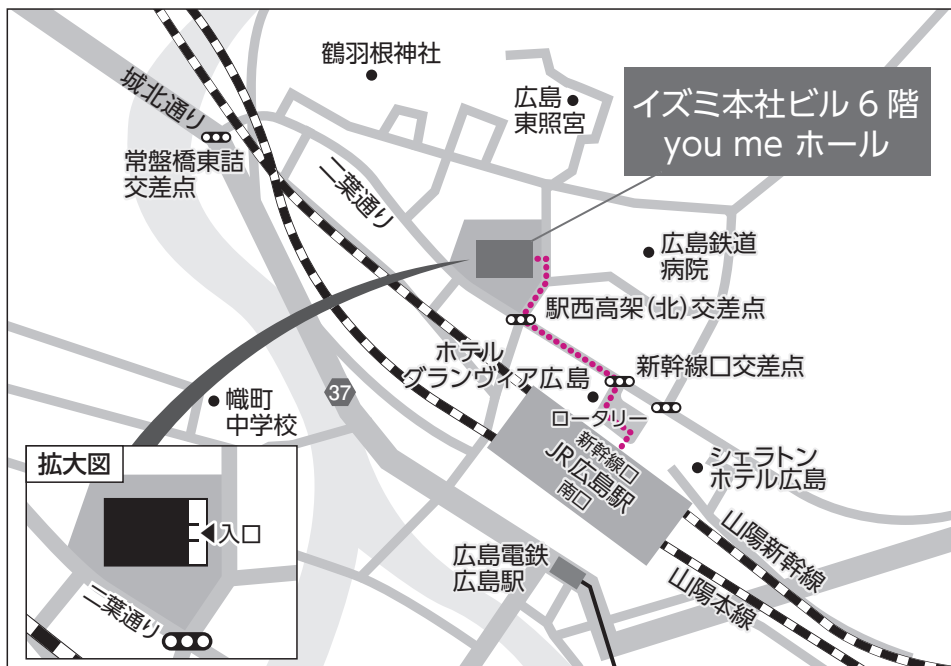 鶴羽根神社
広島
東照宮
イズミ本社ビル 6 階
you me ホール
城北通り
常盤橋東詰
交差点
二葉通り
広島鉄道
病院
駅西高架(北)交差点
ホテル
グランヴィア広島
新幹線口交差点
37
幟町
中学校
ロータリー
新幹線口
JR広島駅
南口
シェラトン
ホテル広島
拡大図
入口
二葉通り
広島電鉄
広島駅
山陽新幹線
山陽本線